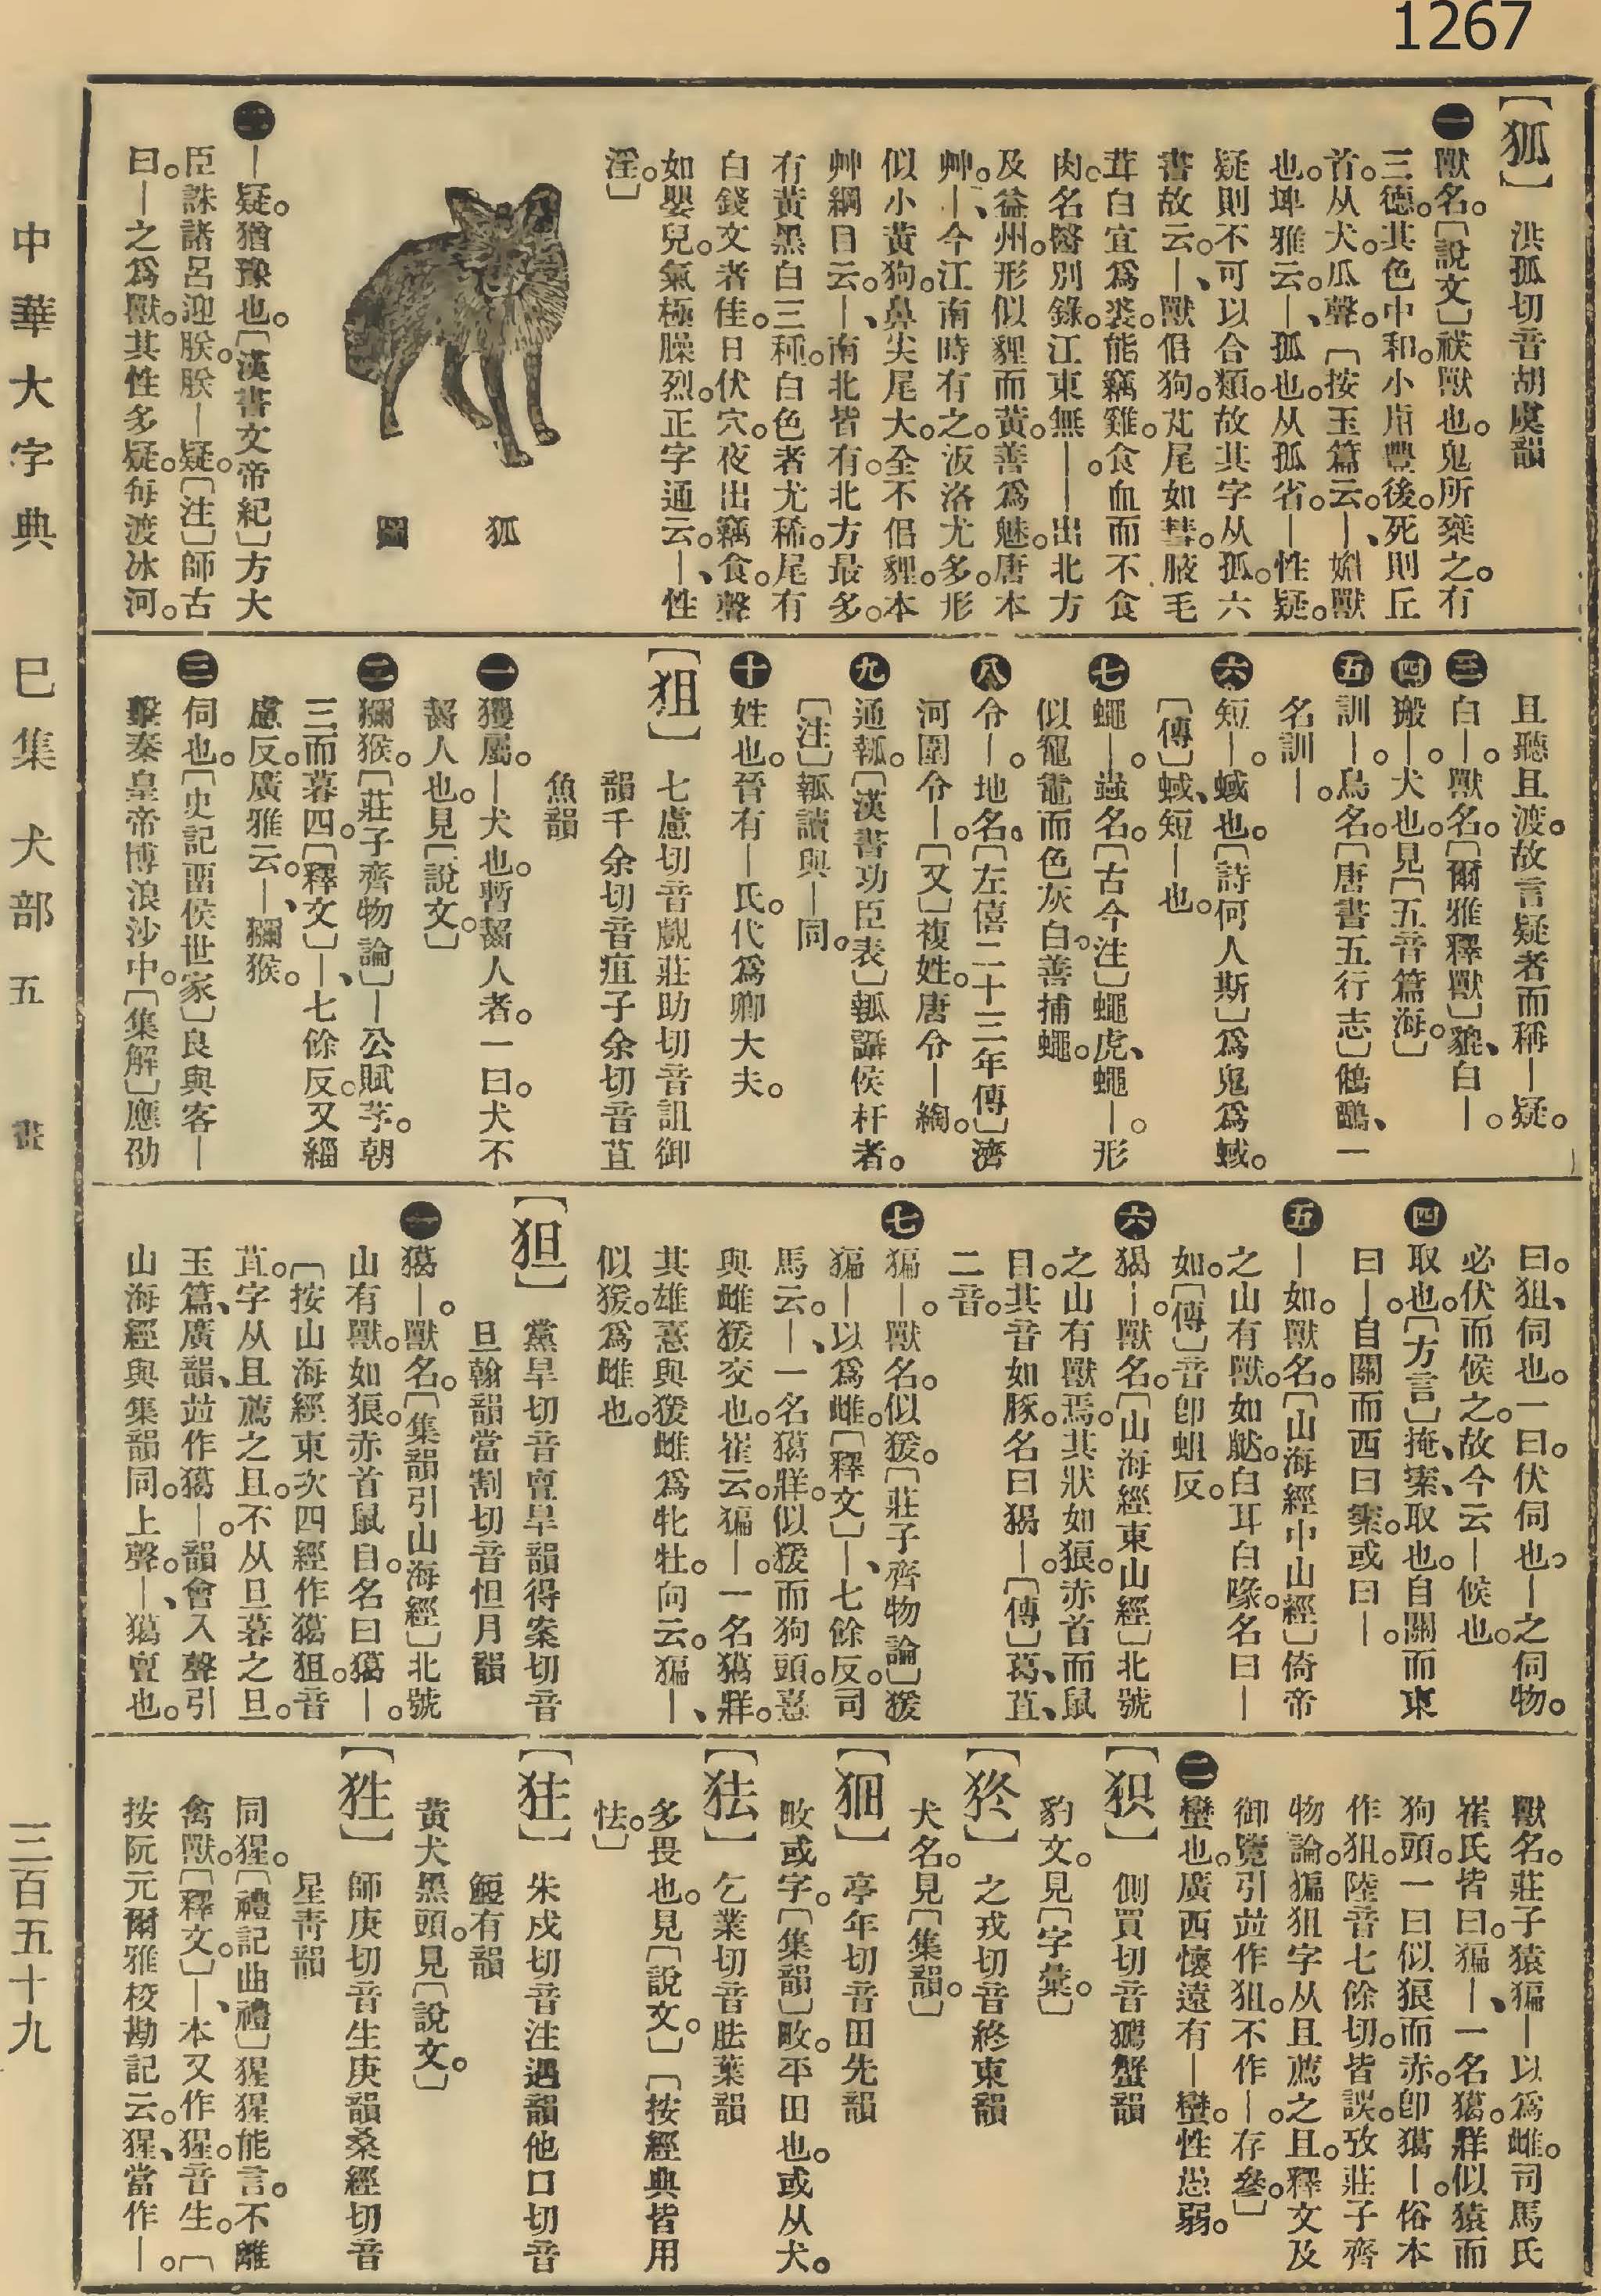 1267
【狐】 洪孤切音胡虞韻
㊀獸名。〔說文〕䄏獸也。鬼所藥之。有
三德。其色中和。小歬豐後。死則丘
首。从犬。瓜聲。〔按玉篇云。—、媚獸
也。埤雅云。—、孤也。从孤省。—性疑。
疑則不可以合類。故其字从孤。六
書故云。—、獸佀狗。芃尾如彗。腋毛
茸白宜爲裘。能竊雞。食血而不食
肉。名醫別錄。江東無—。—出北方
及益州。形似貍而黃。善爲魅。唐本
艸。—、今江南時有之。汳洛尤多。形
似小黃狗。鼻尖尾大。全不佀貍。本
艸綱目云。—、南北皆有。北方最多。
有黃黑白三種。白色者尤稀。尾有
白錢文者佳。日伏穴。夜出竊食。聲
如嬰兒。氣極臊烈。正字通云。—、性
淫。〕
狐
圖
㊁—疑。猶豫也。〔漢書文帝紀〕方大
臣誅諸呂迎朕。朕—疑。〔注〕師古
曰。—之爲獸。其性多疑。每渡冰河。
且聽且渡。故言疑者而稱—疑。
㊂白—。獸名。〔爾雅釋獸〕貔、白—。
㊃搬—。犬也。見〔五音篇海。〕
㊄訓—。鳥名。〔唐書五行志〕鵂鶹、一
名訓—。
㊅短—。蜮也。〔詩何人斯〕爲鬼爲蜮。
〔傳〕蜮、短—也。
㊆蠅—。蟲名。〔古今注〕蠅虎、蠅—。形
似䵶鼃而色灰白。善捕蠅。
㊇令—。地名。〔左僖二十三年傳〕濟
河圍令—。〔又〕複姓。唐令—綯。
㊈通瓡。〔漢書功臣表〕瓡讘侯杆者。
〔注〕瓡讀與—同。
㊉姓也。晉有—氏。代爲卿大夫。
【狙】 七慮切音覰莊助切音詛御
韻千余切音疽子余切音苴
魚韻
㊀玃屬。—犬也。暫齧人者。一曰。犬不
齧人也。見〔說文。〕
㊁獼猴。〔莊子齊物論〕—公賦芧。朝
三而暮四。〔釋文〕—、七餘反。又緇
慮反。廣雅云。—、獼猴。
㊂伺也。〔史記畱侯世家〕良與客—
擊秦皇帝博浪沙中。〔集解〕應劭
曰。狙、伺也。一曰。伏伺也。—之伺物。
必伏而候之。故今云—候也。
㊃取也。〔方言〕掩、索、取也。自關而東
曰—。自關而西曰索。或曰—。
㊄—如。獸名。〔山海經中山經〕倚帝
之山有獸。如鼣。白耳白喙。名曰—
如。〔傳〕音卽蛆反。
㊅猲—。獸名。〔山海經東山經〕北號
之山有獸焉。其狀如狼。赤首而鼠
目。其音如豚。名曰猲—。〔傳〕葛、苴、
二音。
㊆猵—。獸名。似猨。〔莊子齊物論〕猨
猵—以爲雌。〔釋文〕—、七餘反。司
馬云。—、一名獦牂。似猨而狗頭。憙
與雌猨交也。崔云。猵—。一名獦牂。
其雄憙與猨雌爲牝牡。向云。猵—、
似猨。爲雌也。
【狚】 黨旱切音亶旱韻得案切音
旦翰韻當割切音怛月韻
㊀獦—。獸名。〔集韻引山海經〕北號
山有獸。如狼。赤首鼠目。名曰獦—。
〔按山海經東次四經作獦狙。音
苴。字从且薦之且。不从旦暮之旦。
玉篇、廣韻、竝作獦—。韻會入聲引
山海經與集韻同。上聲。—、獦亶也。
獸名。莊子猿猵—以爲雌。司馬氏
崔氏皆曰。猵—、一名獦。牂似猿而
狗頭。一曰似狼而赤。卽獦—。俗本
作狙。陸音七餘切。皆誤。攷莊子齊
物論。猵狙字从且薦之且。釋文及
御覽引竝作狙。不作—。存參。〕
㊁蠻也。廣西懷遠有—蠻。性愚弱。
【𤝌】 側買切音㺄蟹韻
豹文。見〔字彙。〕
【狄】 之戎切音終東韻
犬名。見〔集韻。〕
【㹪】 亭年切音田先韻
畋或字。〔集韻〕畋。平田也。或从犬。
【狜】 乞業切音胠葉韻
多畏也。見〔說文。〕〔按經典皆用
怯。〕
【㹥】 朱戍切音注遇韻他口切音
𪌘有韻
黃犬黑頭。見〔說文。〕
【狌】 師庚切音生庚韻桑經切音
星靑韻
同猩。〔禮記曲禮〕猩猩能言。不離
禽獸。〔釋文。〕—、本又作猩。音生。〔
按阮元爾雅校勘記云。猩、當作—。
中華大字典 巳集 犬部 五畫
三百五十九